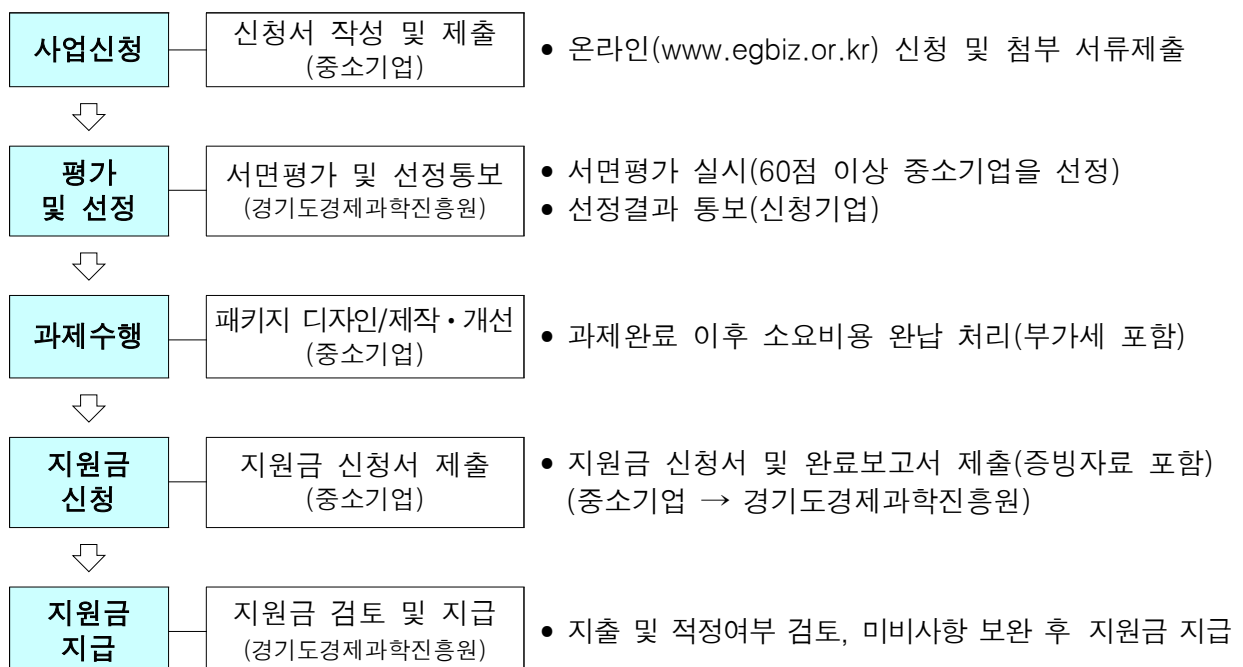 사업신청
신청서 작성 및 제출
(중소기업)
• 온라인(www.egbiz.or.kr) 신청 및 첨부 서류제출
평가
및 선정
서면평가 및 선정통보
(경기도경제과학진흥원)
• 서면평가 실시(60점 이상 중소기업을 선정)
• 선정결과 통보(신청기업)
과제수행
패키지 디자인/제작·개선
(중소기업)
• 과제완료 이후 소요비용 완납 처리(부가세 포함)
지원금
신청
지원금 신청서 제출
(중소기업)
• 지원금 신청서 및 완료보고서 제출(증빙자료 포함)
(중소기업 → 경기도경제과학진흥원)
지원금
지급
지원금 검토 및 지급
(경기도경제과학진흥원)
• 지출 및 적정여부 검토, 미비사항 보완 후 지원금 지급